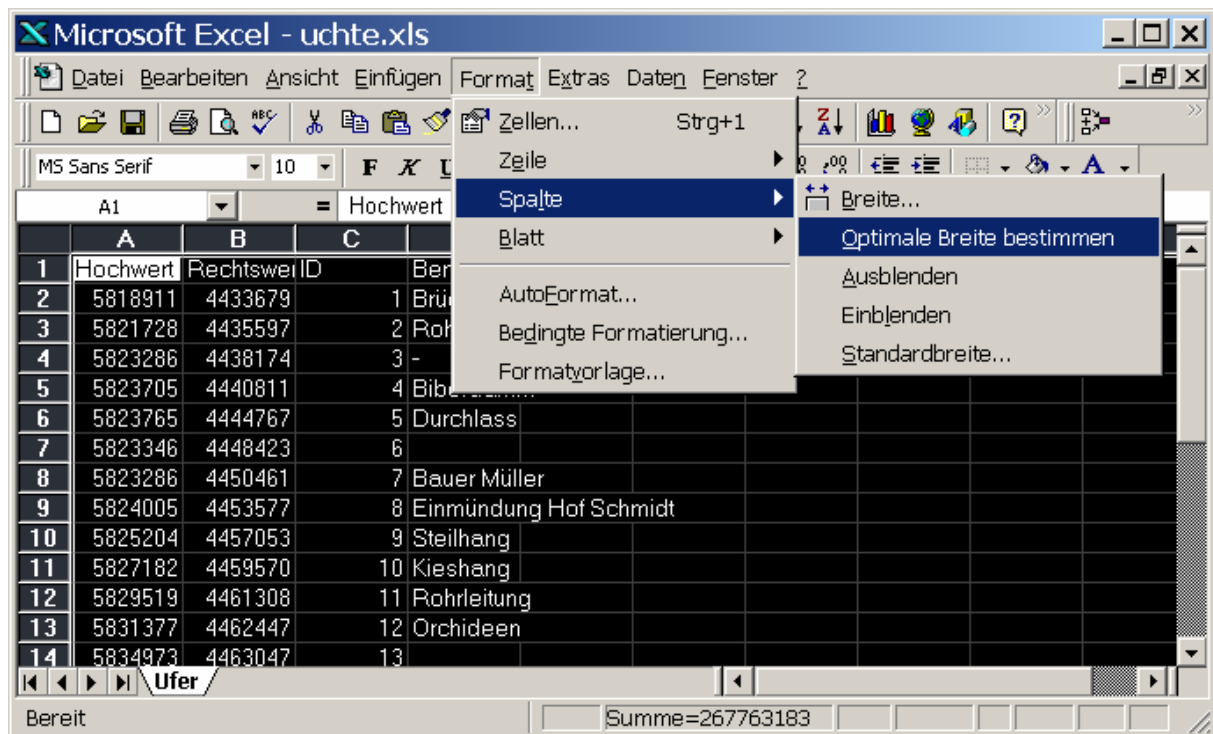 Microsoft Excel - uchte.xls
Datei Bearbeiten Ansicht Einfügen Format Extras Daten Fenster ?
Zellen... Strg+1
MS Sans Serif 10 F K U
Zeile
A1 = Hochwert
Spalte
Breite...
Blatt
Optimale Breite bestimmen
Ausblenden
AutoFormat...
Einblenden
Bedingte Formatierung...
Standardbreite...
Formatvorlage...
A B C
1 Hochwert Rechtswer ID
2 5818911 4433679 1
3 5821728 4435597 2
4 5823286 4438174 3 -
5 5823705 4440811 4
6 5823765 4444767 5 Durchlass
7 5823346 4448423 6
8 5823286 4450461 7 Bauer Müller
9 5824005 4453577 8 Einmündung Hof Schmidt
10 5825204 4457053 9 Steilhang
11 5827182 4459570 10 Kieshang
12 5829519 4461308 11 Rohrleitung
13 5831377 4462447 12 Orchideen
14 5834973 4463047 13
Ufer
Bereit Summe=267763183